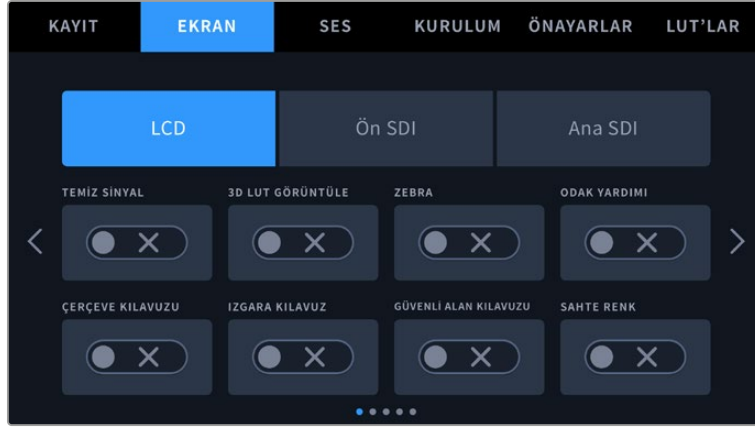 KAYIT EKRAN SES KURULUM ÖNAYARLAR LUT’LAR
LCD Ön SDI Ana SDI
TEMİZ SİNYAL 3D LUT GÖRÜNTÜLE ZEBRA ODAK YARDIMI
ÇERÇEVE KILAVUZU IZGARA KILAVUZ GÜVENLİ ALAN KILAVUZU SAHTE RENK